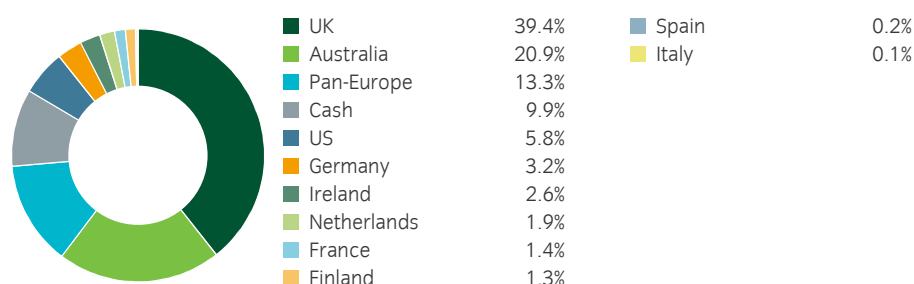 UK 39.4%
Australia 20.9%
Pan-Europe 13.3%
Cash 9.9%
US 5.8%
Germany 3.2%
Ireland 2.6%
Netherlands 1.9%
France 1.4%
Finland 1.3%
Spain 0.2%
Italy 0.1%